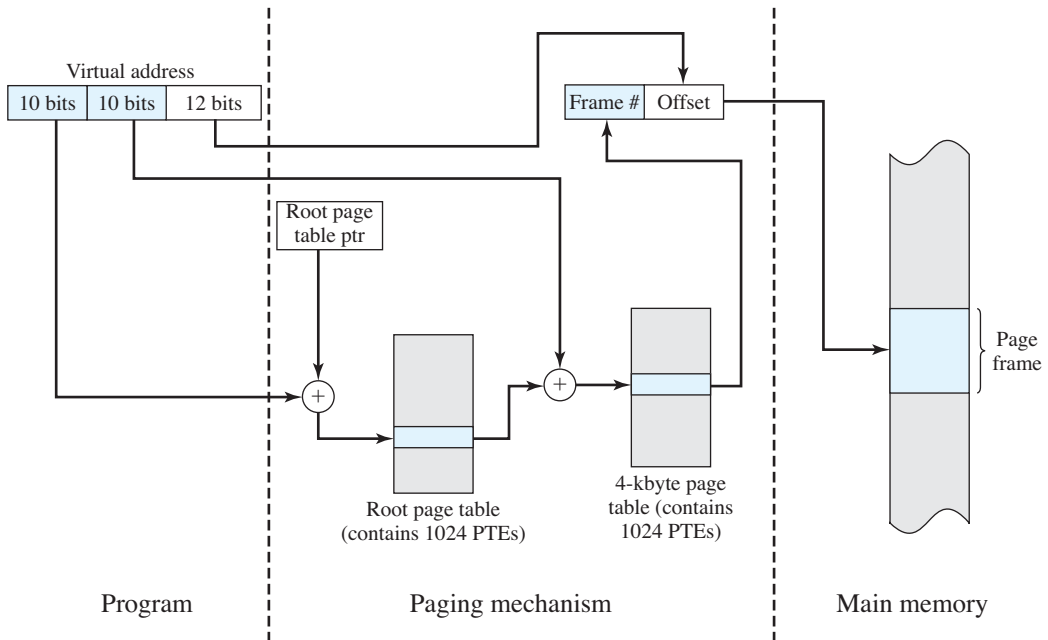 Virtual address
10 bits
10 bits
12 bits
Frame #
Offset
Root page
table ptr
+
+
Root page table
(contains 1024 PTEs)
4-kbyte page
table (contains
1024 PTEs)
Page
frame
Program
Paging mechanism
Main memory